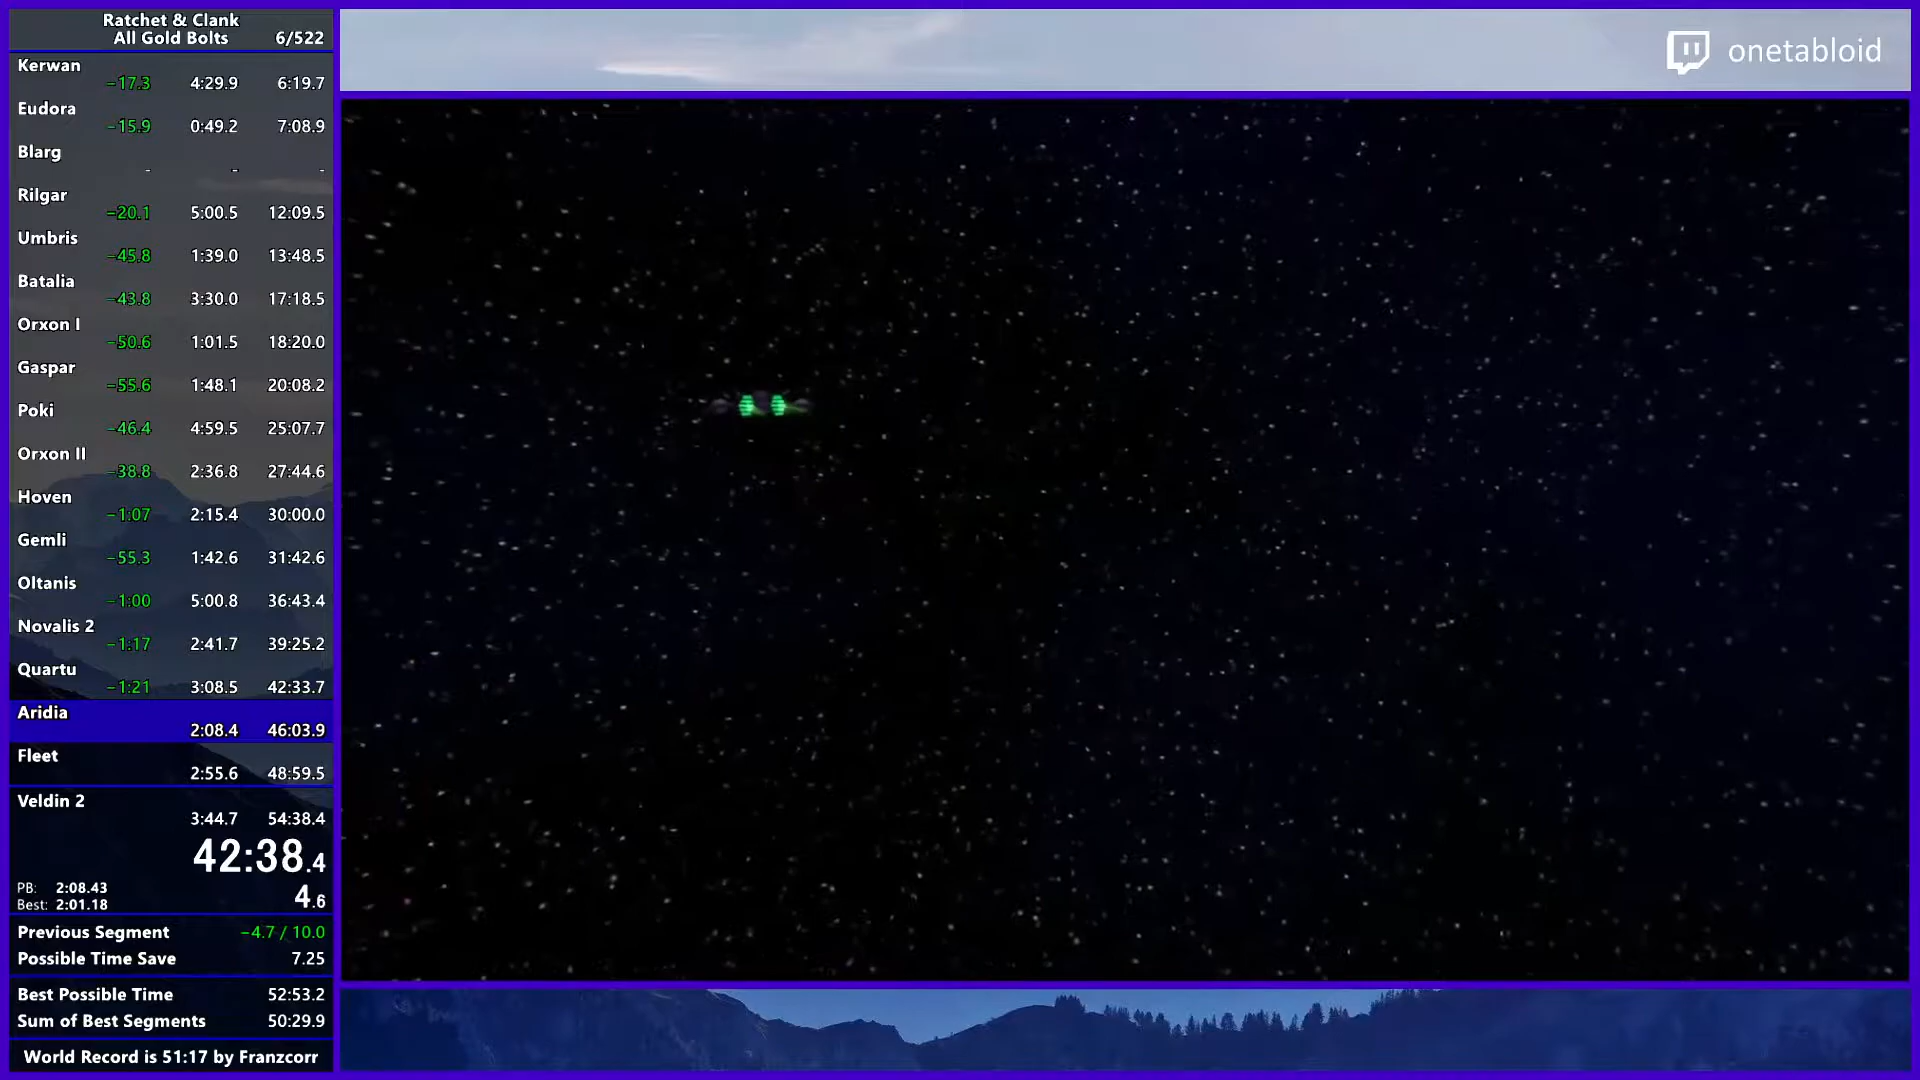 Ratchet & Clank
All Gold Bolts 6/522
Kerwan
−17.3 4:29.9 6:19.7
Eudora
−15.9 0:49.2 7:08.9
Blarg
- - -
Rilgar
−20.1 5:00.5 12:09.5
Umbris
−45.8 1:39.0 13:48.5
Batalia
−43.8 3:30.0 17:18.5
Orxon I
−50.6 1:01.5 18:20.0
Gaspar
−55.6 1:48.1 20:08.2
Poki
−46.4 4:59.5 25:07.7
Orxon II
−38.8 2:36.8 27:44.6
Hoven
−1:07 2:15.4 30:00.0
Gemli
−55.3 1:42.6 31:42.6
Oltanis
−1:00 5:00.8 36:43.4
Novalis 2
−1:17 2:41.7 39:25.2
Quartu
−1:21 3:08.5 42:33.7
Aridia
2:08.4 46:03.9
Fleet
2:55.6 48:59.5
Veldin 2
3:44.7 54:38.4
42:38.4
PB: 2:08.43
Best: 2:01.18
4.6
Previous Segment −4.7 / 10.0
Possible Time Save 7.25
Best Possible Time 52:53.2
Sum of Best Segments 50:29.9
World Record is 51:17 by Franzcorr
onetabloid